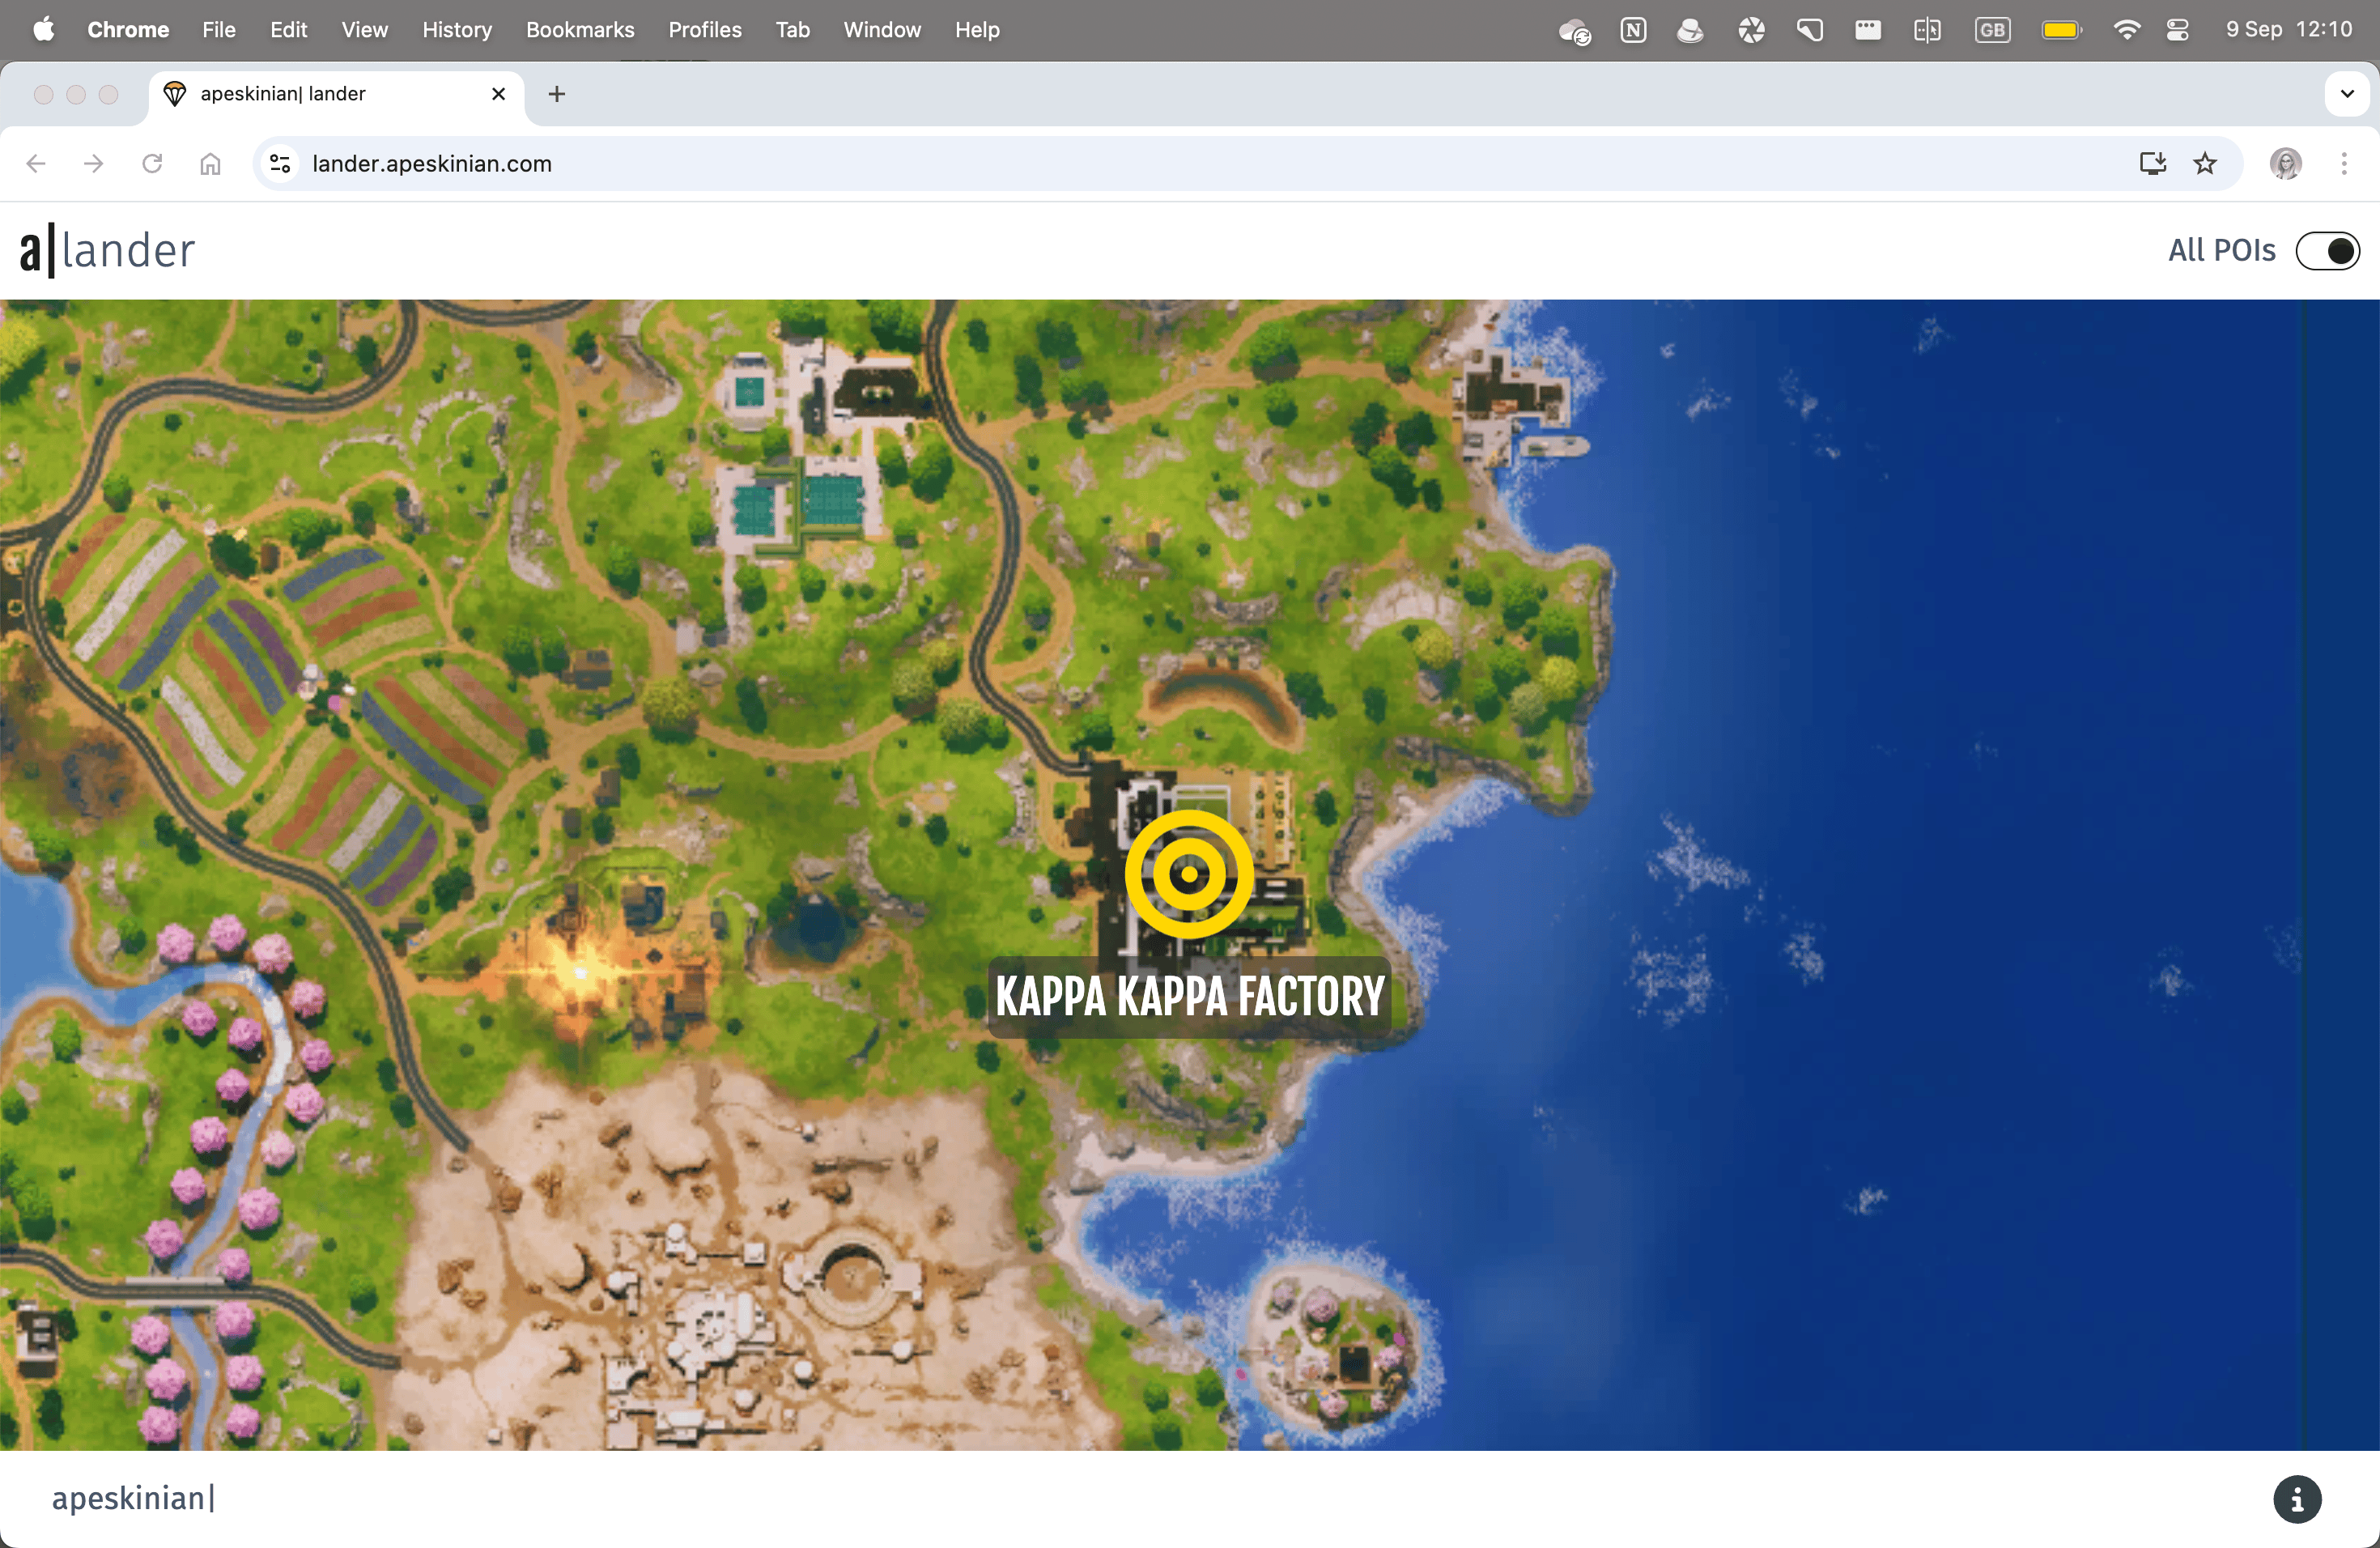 Chrome File Edit View History Bookmarks Profiles Tab Window Help N GB 9 Sep 12:10
apeskinian| lander
lander.apeskinian.com
a|lander All POIs
KAPPA KAPPA FACTORY
apeskinian|